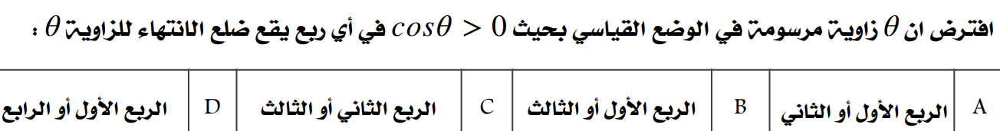 افترض ان θ زاوية مرسومة في الوضع القياسي بحيث cosθ > 0 في أي ربع يقع ضلع الانتهاء للزاوية θ :
A الربع الأول أو الثاني B الربع الأول أو الثالث C الربع الثاني أو الثالث D الربع الأول أو الرابع